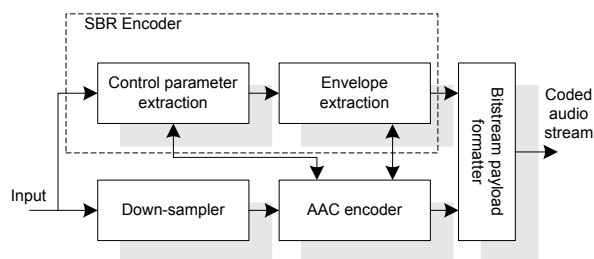 SBR Encoder
Control parameter
extraction
Envelope
extraction
Bitstream payload
formatter
Coded
audio
stream
Input
Down-sampler
AAC encoder